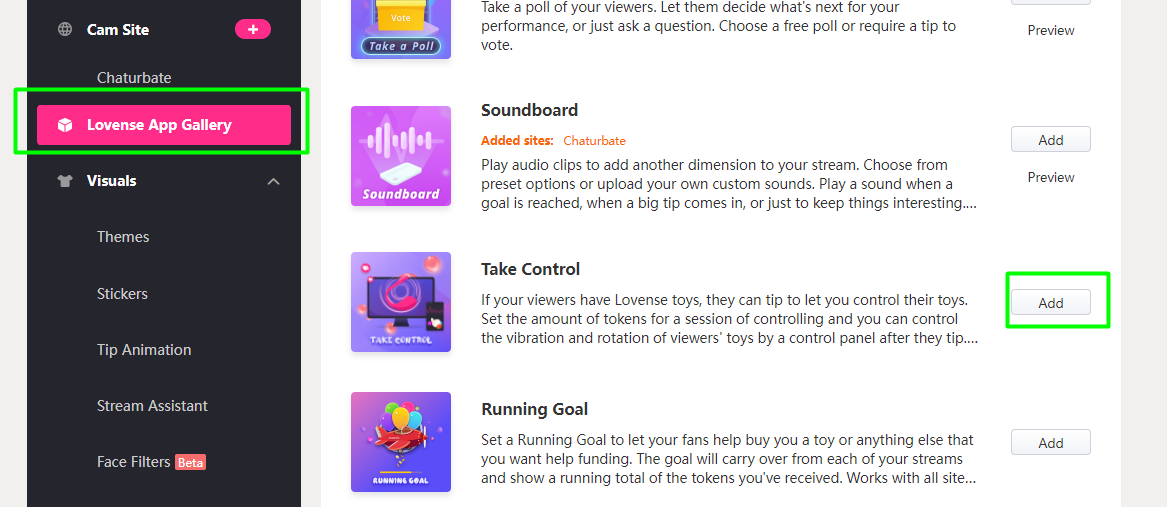 Cam Site
Chaturbate
Lovense App Gallery
Visuals
Themes
Stickers
Tip Animation
Stream Assistant
Face Filters Beta
Vote
Take a Poll
Take a poll of your viewers. Let them decide what's next for your
performance, or just ask a question. Choose a free poll or require a tip to
vote.
Preview
Soundboard
Soundboard
Added sites: Chaturbate
Play audio clips to add another dimension to your stream. Choose from
preset options or upload your own custom sounds. Play a sound when a
goal is reached, when a big tip comes in, or just to keep things interesting....
Add
Preview
TAKE CONTROL
Take Control
If your viewers have Lovense toys, they can tip to let you control their toys.
Set the amount of tokens for a session of controlling and you can control
the vibration and rotation of viewers' toys by a control panel after they tip....
Add
RUNNING GOAL
Running Goal
Set a Running Goal to let your fans help buy you a toy or anything else that
you want help funding. The goal will carry over from each of your streams
and show a running total of the tokens you've received. Works with all site...
Add